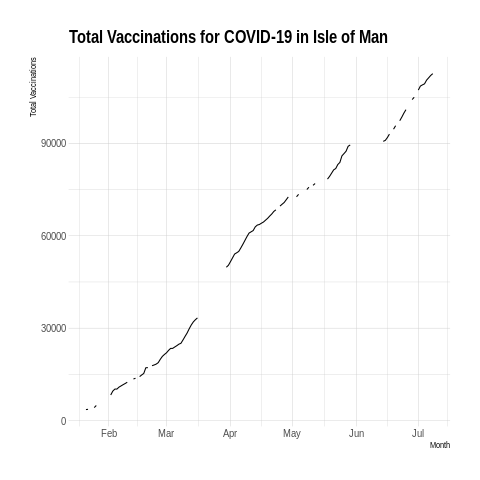 Total Vaccinations for COVID-19 in Isle of Man
Total Vaccinations
90000
60000
30000
0
Feb Mar Apr May Jun Jul
Month